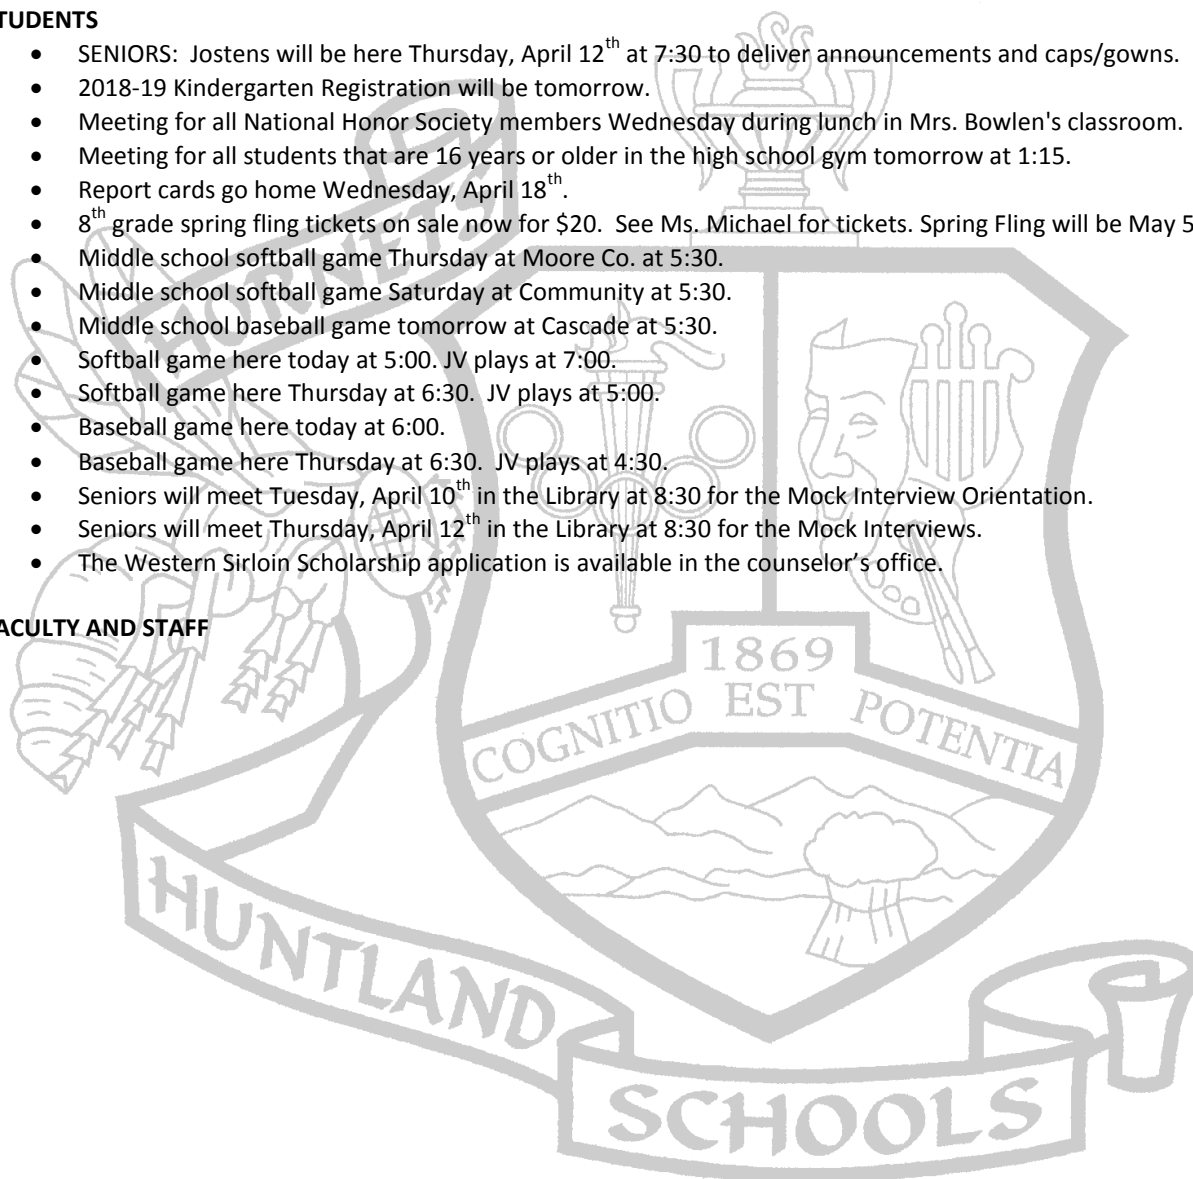 TUDENTS
• SENIORS: Jostens will be here Thursday, April 12th at 7:30 to deliver announcements and caps/gowns.
• 2018-19 Kindergarten Registration will be tomorrow.
• Meeting for all National Honor Society members Wednesday during lunch in Mrs. Bowlen's classroom.
• Meeting for all students that are 16 years or older in the high school gym tomorrow at 1:15.
• Report cards go home Wednesday, April 18th.
• 8th grade spring fling tickets on sale now for $20. See Ms. Michael for tickets. Spring Fling will be May 5
• Middle school softball game Thursday at Moore Co. at 5:30.
• Middle school softball game Saturday at Community at 5:30.
• Middle school baseball game tomorrow at Cascade at 5:30.
• Softball game here today at 5:00. JV plays at 7:00.
• Softball game here Thursday at 6:30. JV plays at 5:00.
• Baseball game here today at 6:00.
• Baseball game here Thursday at 6:30. JV plays at 4:30.
• Seniors will meet Tuesday, April 10th in the Library at 8:30 for the Mock Interview Orientation.
• Seniors will meet Thursday, April 12th in the Library at 8:30 for the Mock Interviews.
• The Western Sirloin Scholarship application is available in the counselor’s office.
ACULTY AND STAFF
HORNETS
1869
COGNITIO EST POTENTIA
HUNTLAND
SCHOOLS